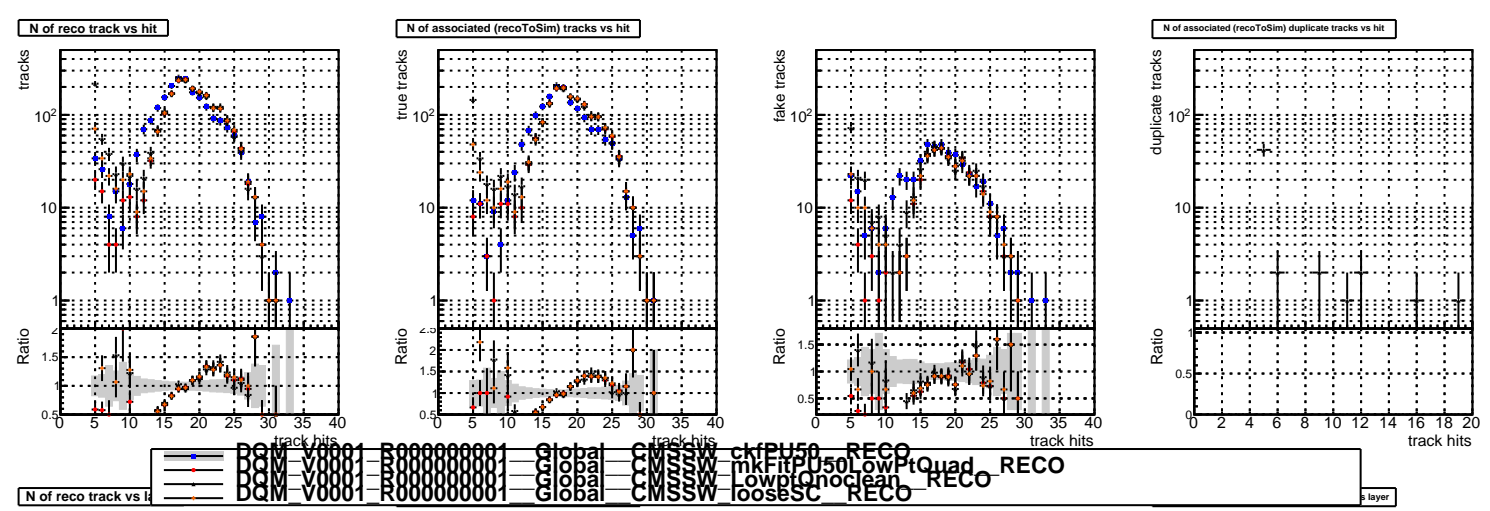 N of reco track vs hit
N of associated (recoToSim) tracks vs hit
N of associated (recoToSim) duplicate tracks vs hit
tracks
10²
10
1
Ratio
2
1.5
1
0.5
0 5 10 15 20 25 30 35 40
track hits
true tracks
10²
10
1
Ratio
2.5
2
1.5
1
0.5
0 5 10 15 20 25 30 35 40
track hits
fake tracks
10²
10
1
Ratio
1.5
1
0.5
0 5 10 15 20 25 30 35 40
track hits
duplicate tracks
10²
10
1
Ratio
1
0.5
0
0 2 4 6 8 10 12 14 16 18 20
track hits
DQM_V0001_R000000001__Global__CMSSW_ckfPU50__RECO
DQM_V0001_R000000001__Global__CMSSW_mkFitPU50LowPtQuad__RECO
DQM_V0001_R000000001__Global__CMSSW_LowptQnoclean__RECO
DQM_V0001_R000000001__Global__CMSSW_looseSC__RECO
N of reco track vs la
s layer